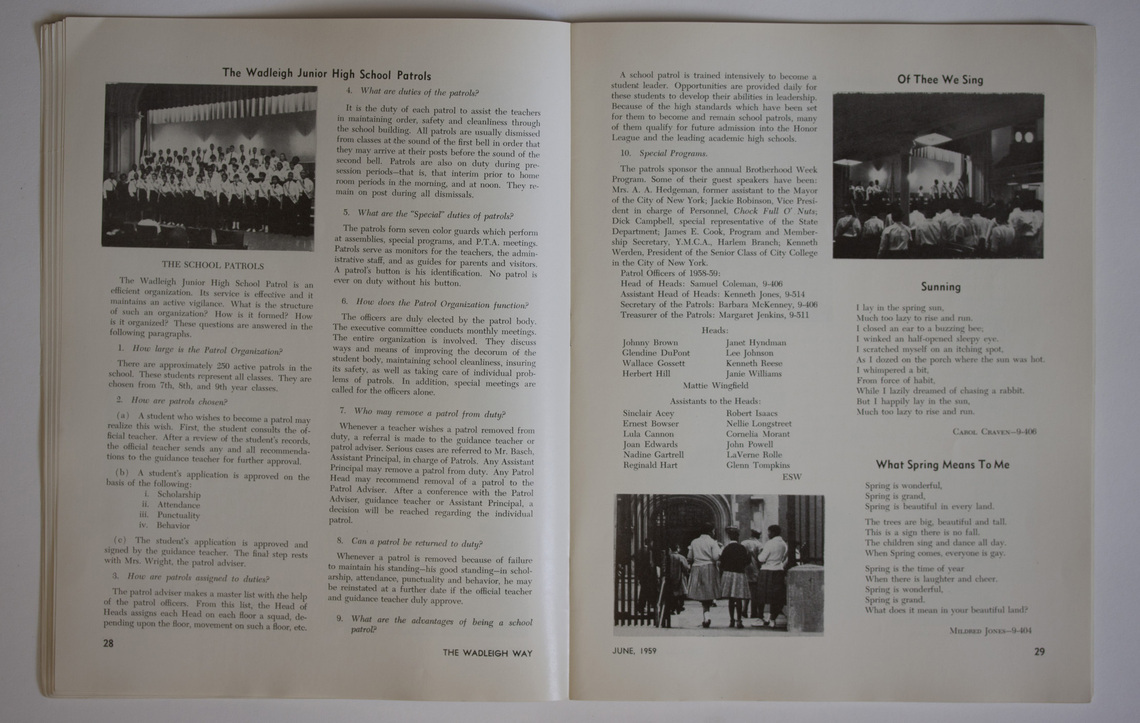 The Wadleigh Junior High School Patrols
THE SCHOOL PATROLS
The Wadleigh Junior High School Patrol is an
efficient organization. Its service is effective and it
maintains an active vigilance. What is the structure
of such an organization? How is it formed? How
is it organized? These questions are answered in the
following paragraphs.
1. How large is the Patrol Organization?
There are approximately 250 active patrols in the
school. These students represent all classes. They are
chosen from 7th, 8th, and 9th year classes.
2. How are patrols chosen?
(a) A student who wishes to become a patrol may
realize this wish. First, the student consults the of-
ficial teacher. After a review of the student's records,
the official teacher sends any and all recommenda-
tions to the guidance teacher for further approval.
(b) A student's application is approved on the
basis of the following:
i. Scholarship
ii. Attendance
iii. Punctuality
iv. Behavior
(c) The student's application is approved and
signed by the guidance teacher. The final step rests
with Mrs. Wright, the patrol adviser.
3. How are patrols assigned to duties?
The patrol adviser makes a master list with the help
of the patrol officers. From this list, the Head of
Heads assigns each Head on each floor a squad, de-
pending upon the floor, movement on such a floor, etc.
28
4. What are duties of the patrols?
It is the duty of each patrol to assist the teachers
in maintaining order, safety and cleanliness through
the school building. All patrols are usually dismissed
from classes at the sound of the first bell in order that
they may arrive at their posts before the sound of the
second bell. Patrols are also on duty during pre-
session periods—that is, that interim prior to home
room periods in the morning, and at noon. They re-
main on post during all dismissals.
5. What are the "Special" duties of patrols?
The patrols form seven color guards which perform
at assemblies, special programs, and P.T.A. meetings.
Patrols serve as monitors for the teachers, the admin-
istrative staff, and as guides for parents and visitors.
A patrol's button is his identification. No patrol is
ever on duty without his button.
6. How does the Patrol Organization function?
The officers are duly elected by the patrol body.
The executive committee conducts monthly meetings.
The entire organization is involved. They discuss
ways and means of improving the decorum of the
student body, maintaining school cleanliness, insuring
its safety, as well as taking care of individual prob-
lems of patrols. In addition, special meetings are
called for the officers alone.
7. Who may remove a patrol from duty?
Whenever a teacher wishes a patrol removed from
duty, a referral is made to the guidance teacher or
patrol adviser. Serious cases are referred to Mr. Basch,
Assistant Principal, in charge of Patrols. Any Assistant
Principal may remove a patrol from duty. Any Patrol
Head may recommend removal of a patrol to the
Patrol Adviser. After a conference with the Patrol
Adviser, guidance teacher or Assistant Principal, a
decision will be reached regarding the individual
patrol.
8. Can a patrol be returned to duty?
Whenever a patrol is removed because of failure
to maintain his standing—his good standing—in schol-
arship, attendance, punctuality and behavior, he may
be reinstated at a further date if the official teacher
and guidance teacher duly approve.
9. What are the advantages of being a school
patrol?
THE WADLEIGH WAY
A school patrol is trained intensively to become a
student leader. Opportunities are provided daily for
these students to develop their abilities in leadership.
Because of the high standards which have been set
for them to become and remain school patrols, many
of them qualify for future admission into the Honor
League and the leading academic high schools.
10. Special Programs.
The patrols sponsor the annual Brotherhood Week
Program. Some of their guest speakers have been:
Mrs. A. A. Hedgeman, former assistant to the Mayor
of the City of New York; Jackie Robinson, Vice Presi-
dent in charge of Personnel, Chock Full O' Nuts;
Dick Campbell, special representative of the State
Department; James E. Cook, Program and Member-
ship Secretary, Y.M.C.A., Harlem Branch; Kenneth
Werden, President of the Senior Class of City College
in the City of New York.
Patrol Officers of 1958-59:
Head of Heads: Samuel Coleman, 9-406
Assistant Head of Heads: Kenneth Jones, 9-514
Secretary of the Patrols: Barbara McKenney, 9-406
Treasurer of the Patrols: Margaret Jenkins, 9-511
Heads:
Johnny Brown Janet Hyndman
Glendine DuPont Lee Johnson
Wallace Gossett Kenneth Reese
Herbert Hill Janie Williams
Mattie Wingfield
Assistants to the Heads:
Sinclair Acey Robert Isaacs
Ernest Bowser Nellie Longstreet
Lula Cannon Cornelia Morant
Joan Edwards John Powell
Nadine Gartrell LaVerne Rolle
Reginald Hart Glenn Tompkins
ESW
JUNE, 1959
Of Thee We Sing
Sunning
I lay in the spring sun,
Much too lazy to rise and run.
I closed an ear to a buzzing bee;
I winked an half-opened sleepy eye.
I scratched myself on an itching spot,
As I dozed on the porch where the sun was hot.
I whimpered a bit,
From force of habit,
While I lazily dreamed of chasing a rabbit.
But I happily lay in the sun,
Much too lazy to rise and run.
CAROL CRAVEN—9-406
What Spring Means To Me
Spring is wonderful,
Spring is grand,
Spring is beautiful in every land.
The trees are big, beautiful and tall.
This is a sign there is no fall.
The children sing and dance all day.
When Spring comes, everyone is gay.
Spring is the time of year
When there is laughter and cheer.
Spring is wonderful,
Spring is grand,
What does it mean in your beautiful land?
MILDRED JONES—9-404
29